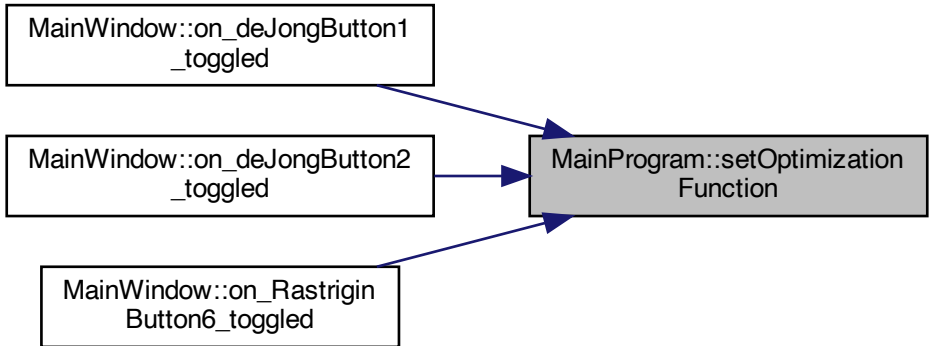 MainWindow::on_deJongButton1
_toggled
MainWindow::on_deJongButton2
_toggled
MainProgram::setOptimization
Function
MainWindow::on_Rastrigin
Button6_toggled